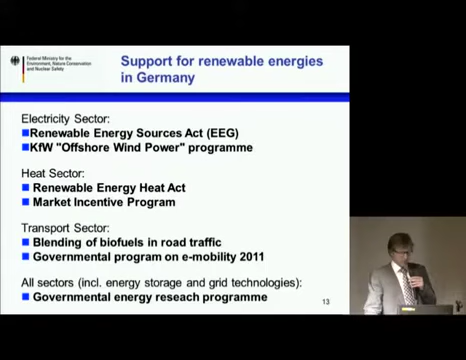 Federal Ministry for the
Environment, Nature Conservation
and Nuclear Safety
Support for renewable energies
in Germany
Electricity Sector:
Renewable Energy Sources Act (EEG)
KfW "Offshore Wind Power" programme
Heat Sector:
Renewable Energy Heat Act
Market Incentive Program
Transport Sector:
Blending of biofuels in road traffic
Governmental program on e-mobility 2011
All sectors (incl. energy storage and grid technologies):
Governmental energy reseach programme
13